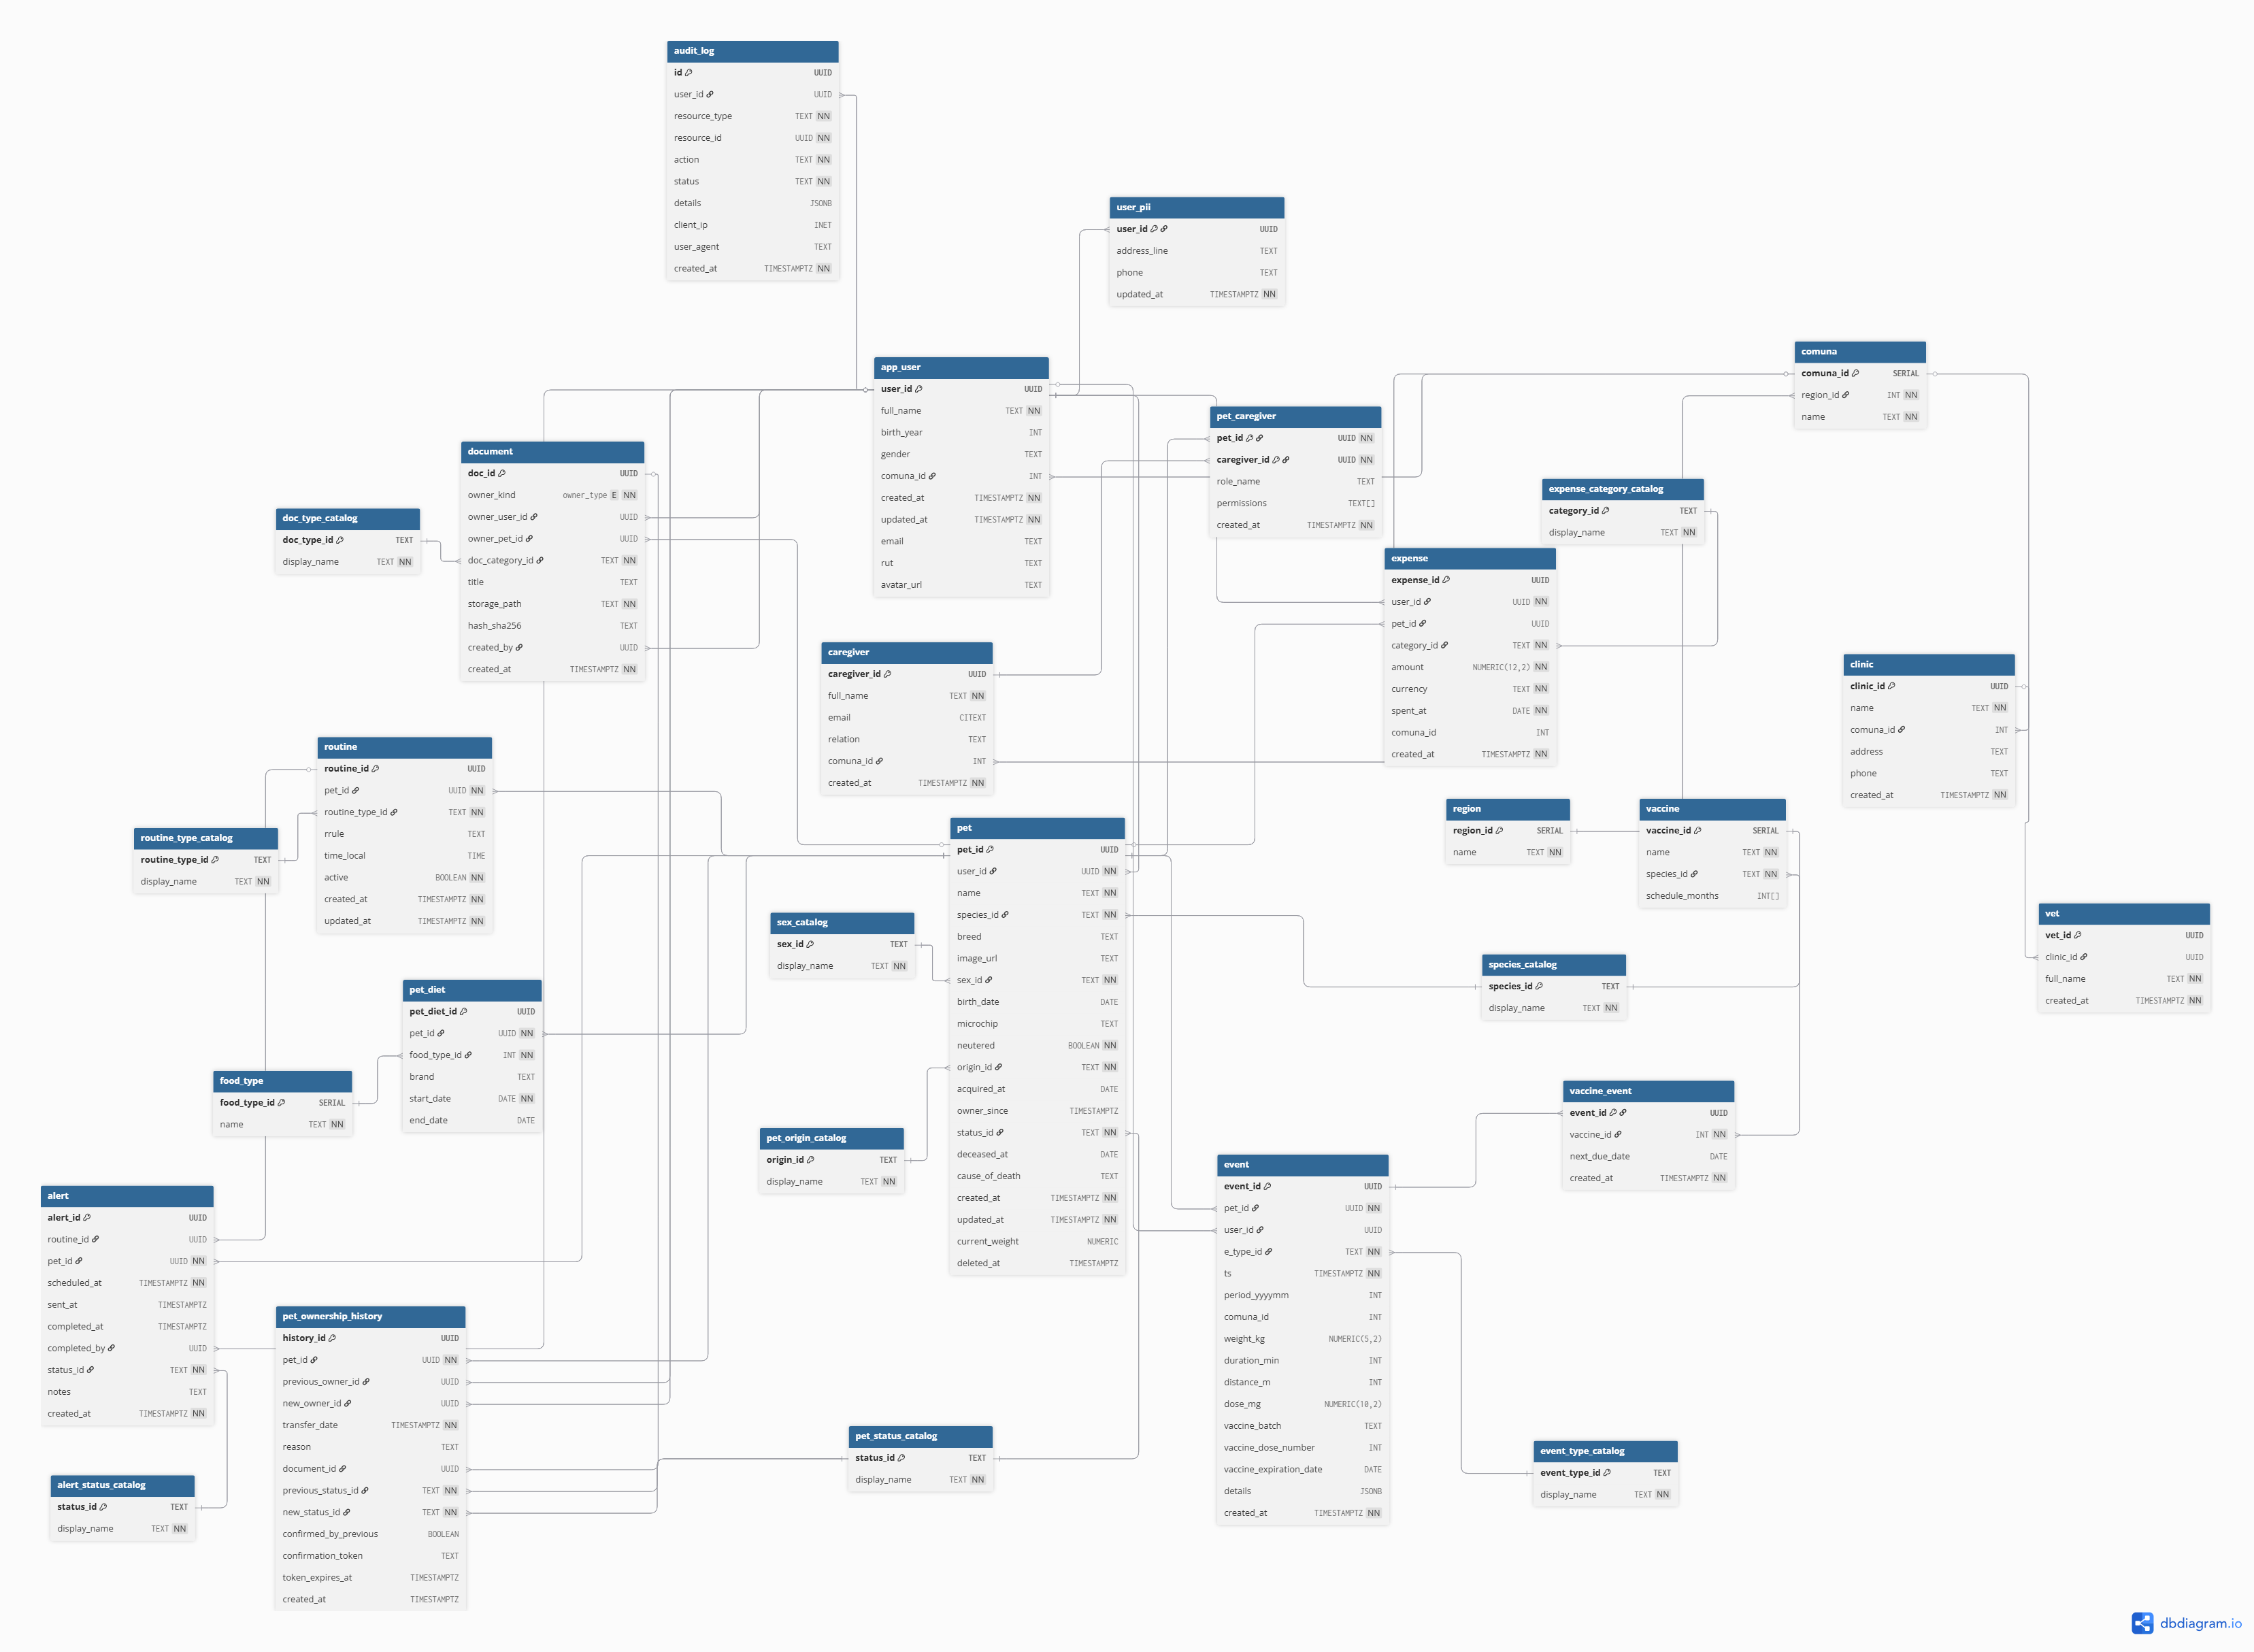 audit_log
id UUID
user_id UUID
resource_type TEXT NN
resource_id UUID NN
action TEXT NN
status TEXT NN
details JSONB
client_ip INET
user_agent TEXT
created_at TIMESTAMPTZ NN
user_pii
user_id UUID
address_line TEXT
phone TEXT
updated_at TIMESTAMPTZ NN
app_user
user_id UUID
full_name TEXT NN
birth_year INT
gender TEXT
comuna_id INT
created_at TIMESTAMPTZ NN
updated_at TIMESTAMPTZ NN
email TEXT
rut TEXT
avatar_url TEXT
comuna
comuna_id SERIAL
region_id INT NN
name TEXT NN
pet_caregiver
pet_id UUID NN
caregiver_id UUID NN
role_name TEXT
permissions TEXT[]
created_at TIMESTAMPTZ NN
document
doc_id UUID
owner_kind owner_type E NN
owner_user_id UUID
owner_pet_id UUID
doc_category_id TEXT NN
title TEXT
storage_path TEXT NN
hash_sha256 TEXT
created_by UUID
created_at TIMESTAMPTZ NN
expense_category_catalog
category_id TEXT
display_name TEXT NN
doc_type_catalog
doc_type_id TEXT
display_name TEXT NN
expense
expense_id UUID
user_id UUID NN
pet_id UUID
category_id TEXT NN
amount NUMERIC(12,2) NN
currency TEXT NN
spent_at DATE NN
comuna_id INT
created_at TIMESTAMPTZ NN
caregiver
caregiver_id UUID
full_name TEXT NN
email CITEXT
relation TEXT
comuna_id INT
created_at TIMESTAMPTZ NN
clinic
clinic_id UUID
name TEXT NN
comuna_id INT
address TEXT
phone TEXT
created_at TIMESTAMPTZ NN
routine
routine_id UUID
pet_id UUID NN
routine_type_id TEXT NN
rrule TEXT
time_local TIME
active BOOLEAN NN
created_at TIMESTAMPTZ NN
updated_at TIMESTAMPTZ NN
region
region_id SERIAL
name TEXT NN
vaccine
vaccine_id SERIAL
name TEXT NN
species_id TEXT NN
schedule_months INT[]
pet
pet_id UUID
user_id UUID NN
name TEXT NN
species_id TEXT NN
breed TEXT
image_url TEXT
sex_id TEXT NN
birth_date DATE
microchip TEXT
neutered BOOLEAN NN
origin_id TEXT NN
acquired_at DATE
owner_since TIMESTAMPTZ
status_id TEXT NN
deceased_at DATE
cause_of_death TEXT
created_at TIMESTAMPTZ NN
updated_at TIMESTAMPTZ NN
current_weight NUMERIC
deleted_at TIMESTAMPTZ
routine_type_catalog
routine_type_id TEXT
display_name TEXT NN
vet
vet_id UUID
clinic_id UUID
full_name TEXT NN
created_at TIMESTAMPTZ NN
sex_catalog
sex_id TEXT
display_name TEXT NN
species_catalog
species_id TEXT
display_name TEXT NN
pet_diet
pet_diet_id UUID
pet_id UUID NN
food_type_id INT NN
brand TEXT
start_date DATE NN
end_date DATE
food_type
food_type_id SERIAL
name TEXT NN
vaccine_event
event_id UUID
vaccine_id INT NN
next_due_date DATE
created_at TIMESTAMPTZ NN
pet_origin_catalog
origin_id TEXT
display_name TEXT NN
event
event_id UUID
pet_id UUID NN
user_id UUID
e_type_id TEXT NN
ts TIMESTAMPTZ NN
period_yyyymm INT
comuna_id INT
weight_kg NUMERIC(5,2)
duration_min INT
distance_m INT
dose_mg NUMERIC(10,2)
vaccine_batch TEXT
vaccine_dose_number INT
vaccine_expiration_date DATE
details JSONB
created_at TIMESTAMPTZ NN
alert
alert_id UUID
routine_id UUID
pet_id UUID NN
scheduled_at TIMESTAMPTZ NN
sent_at TIMESTAMPTZ
completed_at TIMESTAMPTZ
completed_by UUID
status_id TEXT NN
notes TEXT
created_at TIMESTAMPTZ NN
pet_ownership_history
history_id UUID
pet_id UUID NN
previous_owner_id UUID
new_owner_id UUID
transfer_date TIMESTAMPTZ NN
reason TEXT
document_id UUID
previous_status_id TEXT NN
new_status_id TEXT NN
confirmed_by_previous BOOLEAN
confirmation_token TEXT
token_expires_at TIMESTAMPTZ
created_at TIMESTAMPTZ
pet_status_catalog
status_id TEXT
display_name TEXT NN
event_type_catalog
event_type_id TEXT
display_name TEXT NN
alert_status_catalog
status_id TEXT
display_name TEXT NN
dbdiagram.io